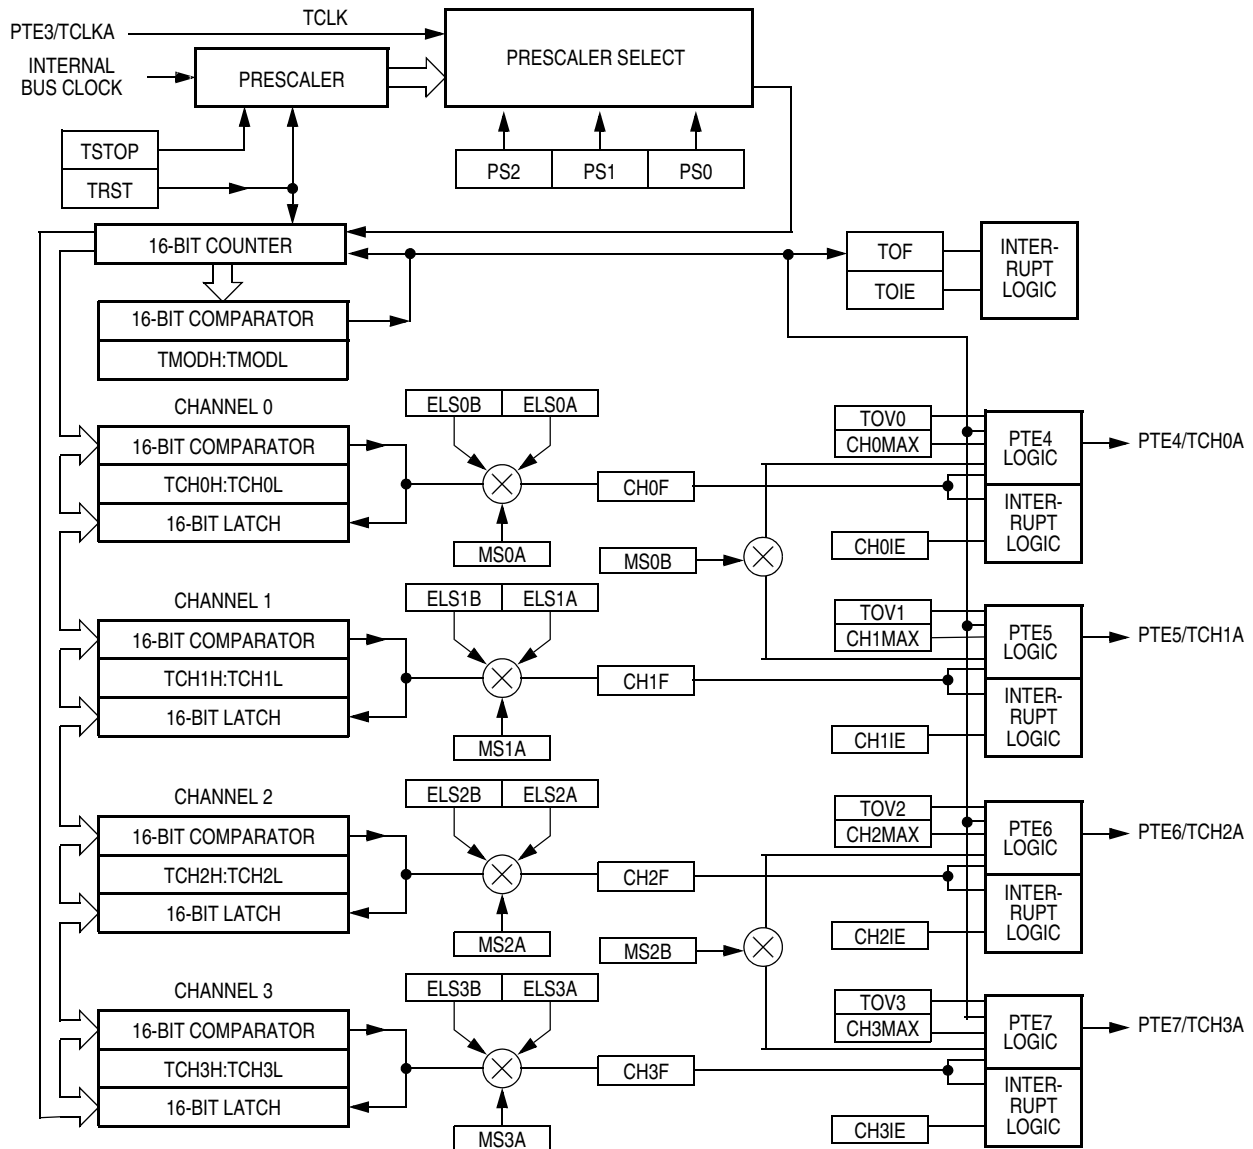 TCLK
PTE3/TCLKA
INTERNAL
BUS CLOCK
PRESCALER
PRESCALER SELECT
TSTOP
TRST
PS2
PS1
PS0
16-BIT COUNTER
TOF
TOIE
INTER-
RUPT
LOGIC
16-BIT COMPARATOR
TMODH:TMODL
CHANNEL 0
16-BIT COMPARATOR
TCH0H:TCH0L
16-BIT LATCH
ELS0B
ELS0A
MS0A
CH0F
MS0B
TOV0
CH0MAX
CH0IE
PTE4
LOGIC
INTER-
RUPT
LOGIC
PTE4/TCH0A
CHANNEL 1
16-BIT COMPARATOR
TCH1H:TCH1L
16-BIT LATCH
ELS1B
ELS1A
MS1A
CH1F
TOV1
CH1MAX
CH1IE
PTE5
LOGIC
INTER-
RUPT
LOGIC
PTE5/TCH1A
CHANNEL 2
16-BIT COMPARATOR
TCH2H:TCH2L
16-BIT LATCH
ELS2B
ELS2A
MS2A
CH2F
MS2B
TOV2
CH2MAX
CH2IE
PTE6
LOGIC
INTER-
RUPT
LOGIC
PTE6/TCH2A
CHANNEL 3
16-BIT COMPARATOR
TCH3H:TCH3L
16-BIT LATCH
ELS3B
ELS3A
MS3A
CH3F
TOV3
CH3MAX
CH3IE
PTE7
LOGIC
INTER-
RUPT
LOGIC
PTE7/TCH3A